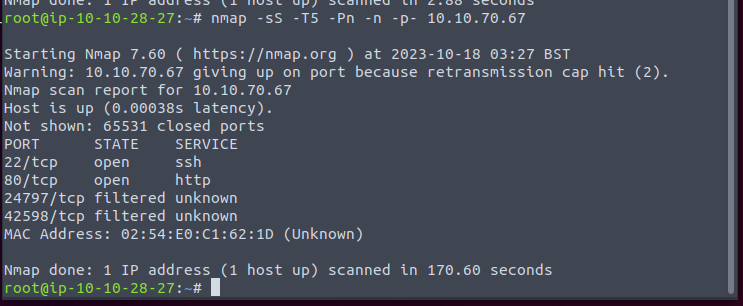 Nmap done: 1 IP address (1 host up) scanned in 2.88 seconds
root@ip-10-10-28-27:~# nmap -sS -T5 -Pn -n -p- 10.10.70.67
Starting Nmap 7.60 ( https://nmap.org ) at 2023-10-18 03:27 BST
Warning: 10.10.70.67 giving up on port because retransmission cap hit (2).
Nmap scan report for 10.10.70.67
Host is up (0.00038s latency).
Not shown: 65531 closed ports
PORT      STATE    SERVICE
22/tcp    open     ssh
80/tcp    open     http
24797/tcp filtered unknown
42598/tcp filtered unknown
MAC Address: 02:54:E0:C1:62:1D (Unknown)
Nmap done: 1 IP address (1 host up) scanned in 170.60 seconds
root@ip-10-10-28-27:~#